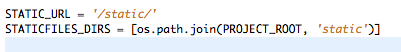 STATIC_URL = '/static/'
STATICFILES_DIRS = [os.path.join(PROJECT_ROOT, 'static')]